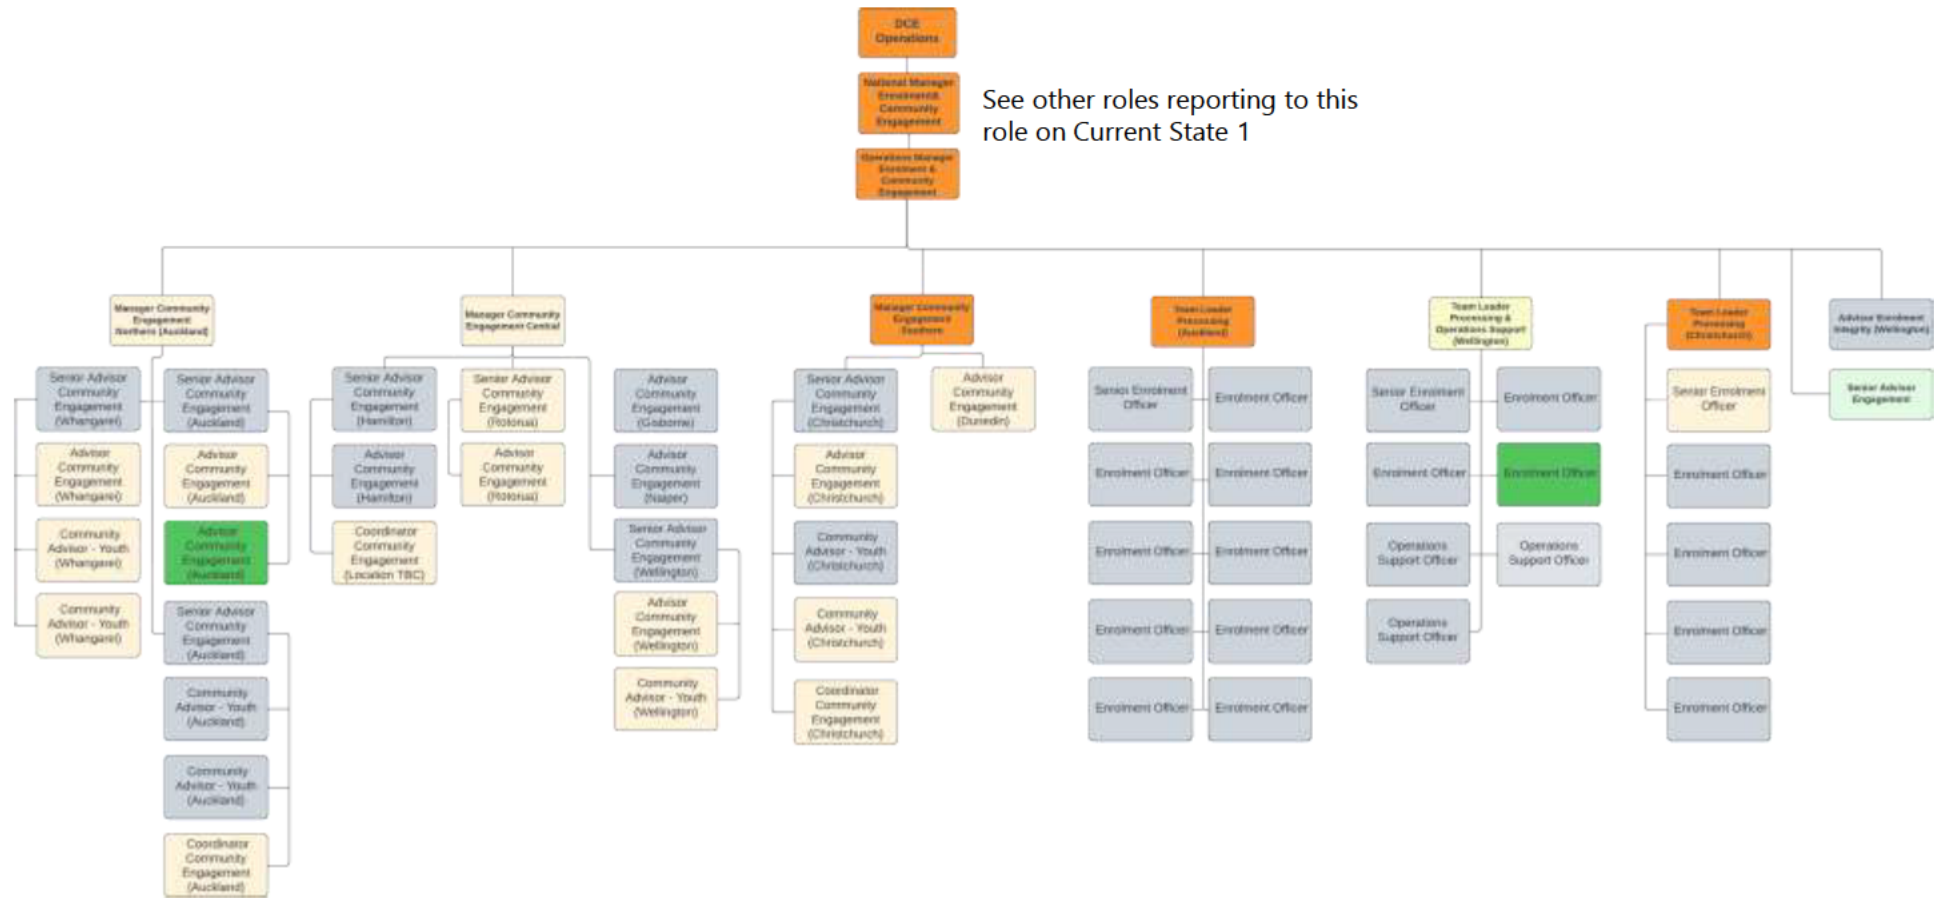 DCE
Operations
National Manager
Enrolment&
Community
Engagement
See other roles reporting to this
role on Current State 1
Operations Manager
Enrolment &
Community
Engagement
Manager Community
Engagement
Northern (Auckland)
Manager Community
Engagement Central
Manager Community
Engagement
Southern
Team Leader
Processing
(Auckland)
Team Leader
Processing &
Operations Support
(Wellington)
Team Leader
Processing
(Christchurch)
Advisor Enrolment
Integrity (Wellington)
Senior Advisor
Engagement
Senior Advisor
Community
Engagement
(Whangarei)
Advisor
Community
Engagement
(Whangarei)
Community
Advisor - Youth
(Whangarei)
Community
Advisor - Youth
(Whangarei)
Senior Advisor
Community
Engagement
(Auckland)
Advisor
Community
Engagement
(Auckland)
Advisor
Community
Engagement
(Auckland)
Senior Advisor
Community
Engagement
(Auckland)
Community
Advisor - Youth
(Auckland)
Community
Advisor - Youth
(Auckland)
Coordinator
Community
Engagement
(Auckland)
Senior Advisor
Community
Engagement
(Hamilton)
Advisor
Community
Engagement
(Hamilton)
Coordinator
Community
Engagement
(Location TBC)
Senior Advisor
Community
Engagement
(Rotorua)
Advisor
Community
Engagement
(Rotorua)
Advisor
Community
Engagement
(Gisborne)
Advisor
Community
Engagement
(Napier)
Senior Advisor
Community
Engagement
(Wellington)
Advisor
Community
Engagement
(Wellington)
Community
Advisor - Youth
(Wellington)
Senior Advisor
Community
Engagement
(Christchurch)
Advisor
Community
Engagement
(Christchurch)
Community
Advisor - Youth
(Christchurch)
Community
Advisor - Youth
(Christchurch)
Coordinator
Community
Engagement
(Christchurch)
Advisor
Community
Engagement
(Dunedin)
Senior Enrolment
Officer
Enrolment Officer
Enrolment Officer
Enrolment Officer
Enrolment Officer
Enrolment Officer
Enrolment Officer
Enrolment Officer
Enrolment Officer
Enrolment Officer
Senior Enrolment
Officer
Enrolment Officer
Enrolment Officer
Enrolment Officer
Operations
Support Officer
Operations
Support Officer
Operations
Support Officer
Senior Enrolment
Officer
Enrolment Officer
Enrolment Officer
Enrolment Officer
Enrolment Officer